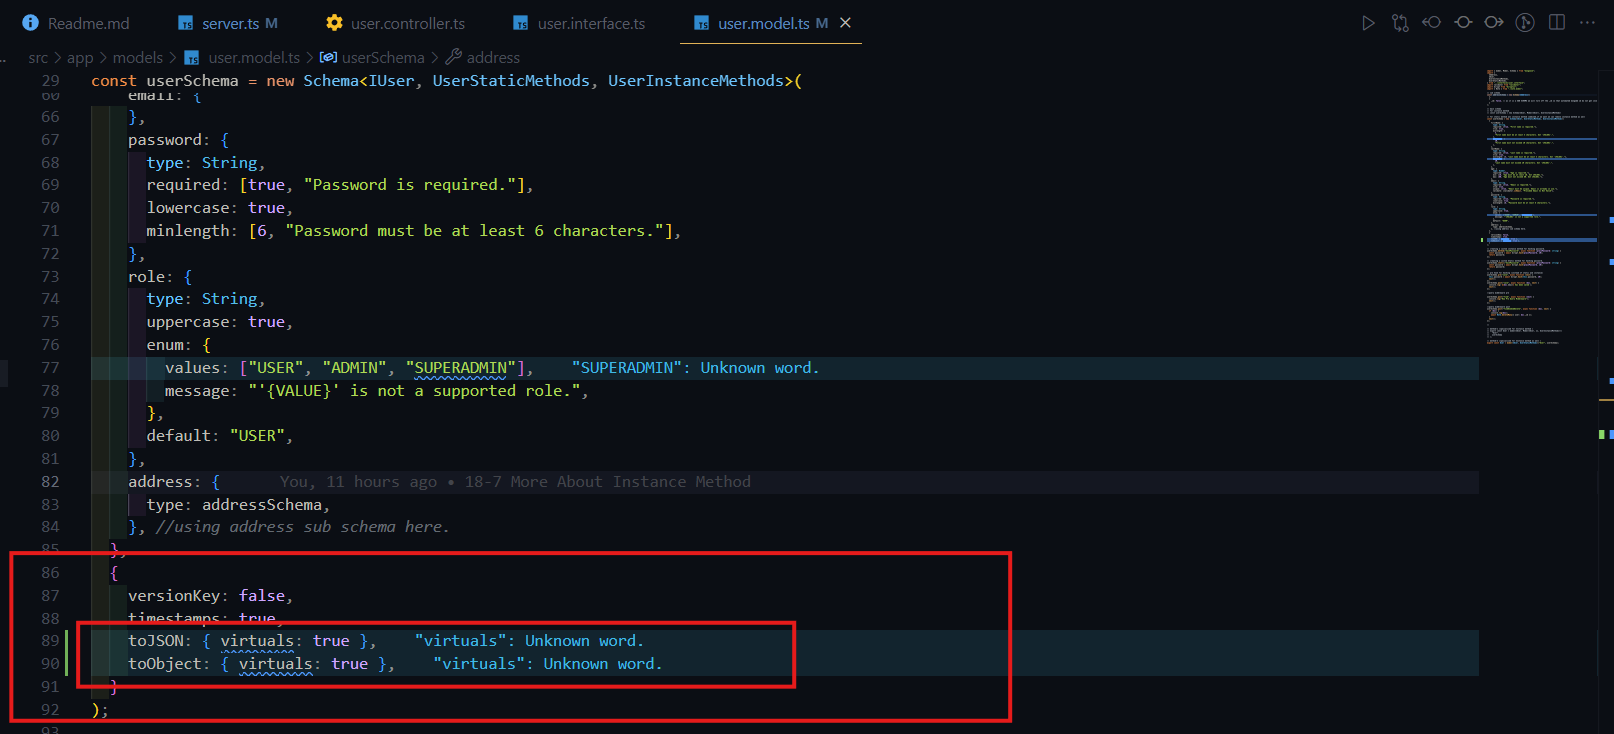 Readme.md server.ts M user.controller.ts user.interface.ts user.model.ts M
src > app > models > user.model.ts > userSchema > address
29 const userSchema = new Schema<IUser, UserStaticMethods, UserInstanceMethods>(
60 email: {
66 },
67 password: {
68 type: String,
69 required: [true, "Password is required."],
70 lowercase: true,
71 minlength: [6, "Password must be at least 6 characters."],
72 },
73 role: {
74 type: String,
75 uppercase: true,
76 enum: {
77 values: ["USER", "ADMIN", "SUPERADMIN"], "SUPERADMIN": Unknown word.
78 message: "'{VALUE}' is not a supported role.",
79 },
80 default: "USER",
81 },
82 address: { You, 11 hours ago • 18-7 More About Instance Method
83 type: addressSchema,
84 }, //using address sub schema here.
85 },
86 {
87 versionKey: false,
88 timestamps: true,
89 toJSON: { virtuals: true }, "virtuals": Unknown word.
90 toObject: { virtuals: true }, "virtuals": Unknown word.
91 }
92 );
93